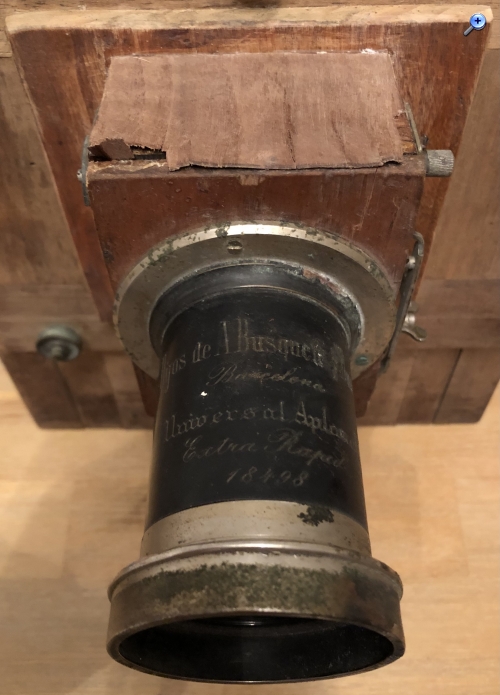 de A Busquets
Barcelona
Universal
Extra Rapid
18498